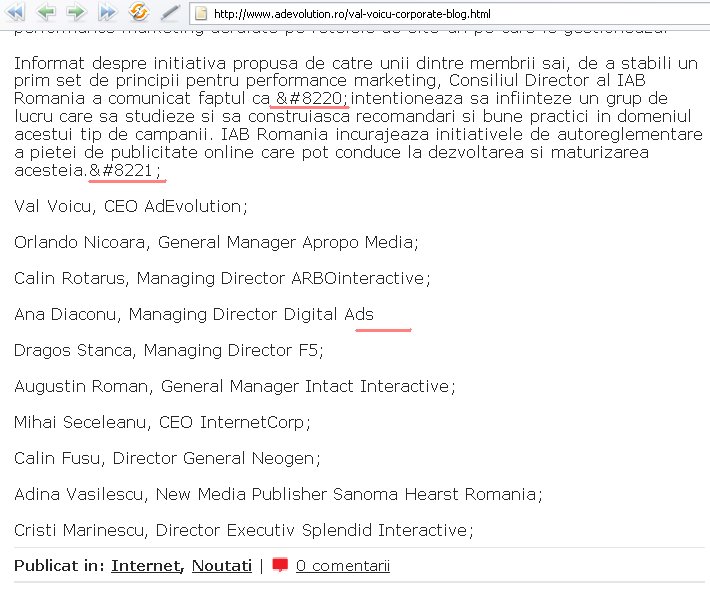 http://www.adevolution.ro/val-voicu-corporate-blog.html
Informat despre initiativa propusa de catre unii dintre membrii sai, de a stabili un
prim set de principii pentru performance marketing, Consiliul Director al IAB
Romania a comunicat faptul ca &#8220;intentioneaza sa infiinteze un grup de
lucru care sa studieze si sa construiasca recomandari si bune practici in domeniul
acestui tip de campanii. IAB Romania incurajeaza initiativele de autoreglementare
a pietei de publicitate online care pot conduce la dezvoltarea si maturizarea
acesteia.&#8221;
Val Voicu, CEO AdEvolution;
Orlando Nicoara, General Manager Apropo Media;
Calin Rotarus, Managing Director ARBOinteractive;
Ana Diaconu, Managing Director Digital Ads
Dragos Stanca, Managing Director F5;
Augustin Roman, General Manager Intact Interactive;
Mihai Seceleanu, CEO InternetCorp;
Calin Fusu, Director General Neogen;
Adina Vasilescu, New Media Publisher Sanoma Hearst Romania;
Cristi Marinescu, Director Executiv Splendid Interactive;
Publicat in: Internet, Noutati | 0 comentarii